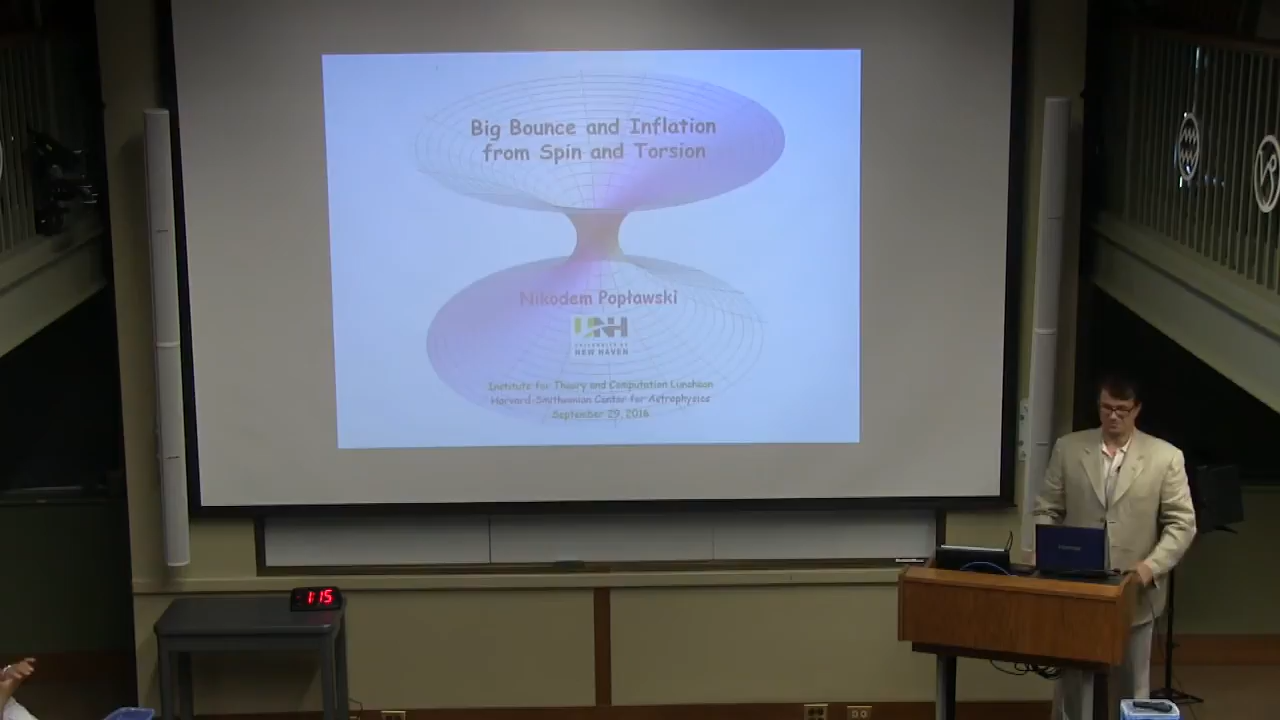 Big Bounce and Inflation
from Spin and Torsion
Nikodem Popławski
UNH
UNIVERSITY OF
NEW HAVEN
Institute for Theory and Computation Luncheon
Harvard-Smithsonian Center for Astrophysics
September 29, 2016
1:15